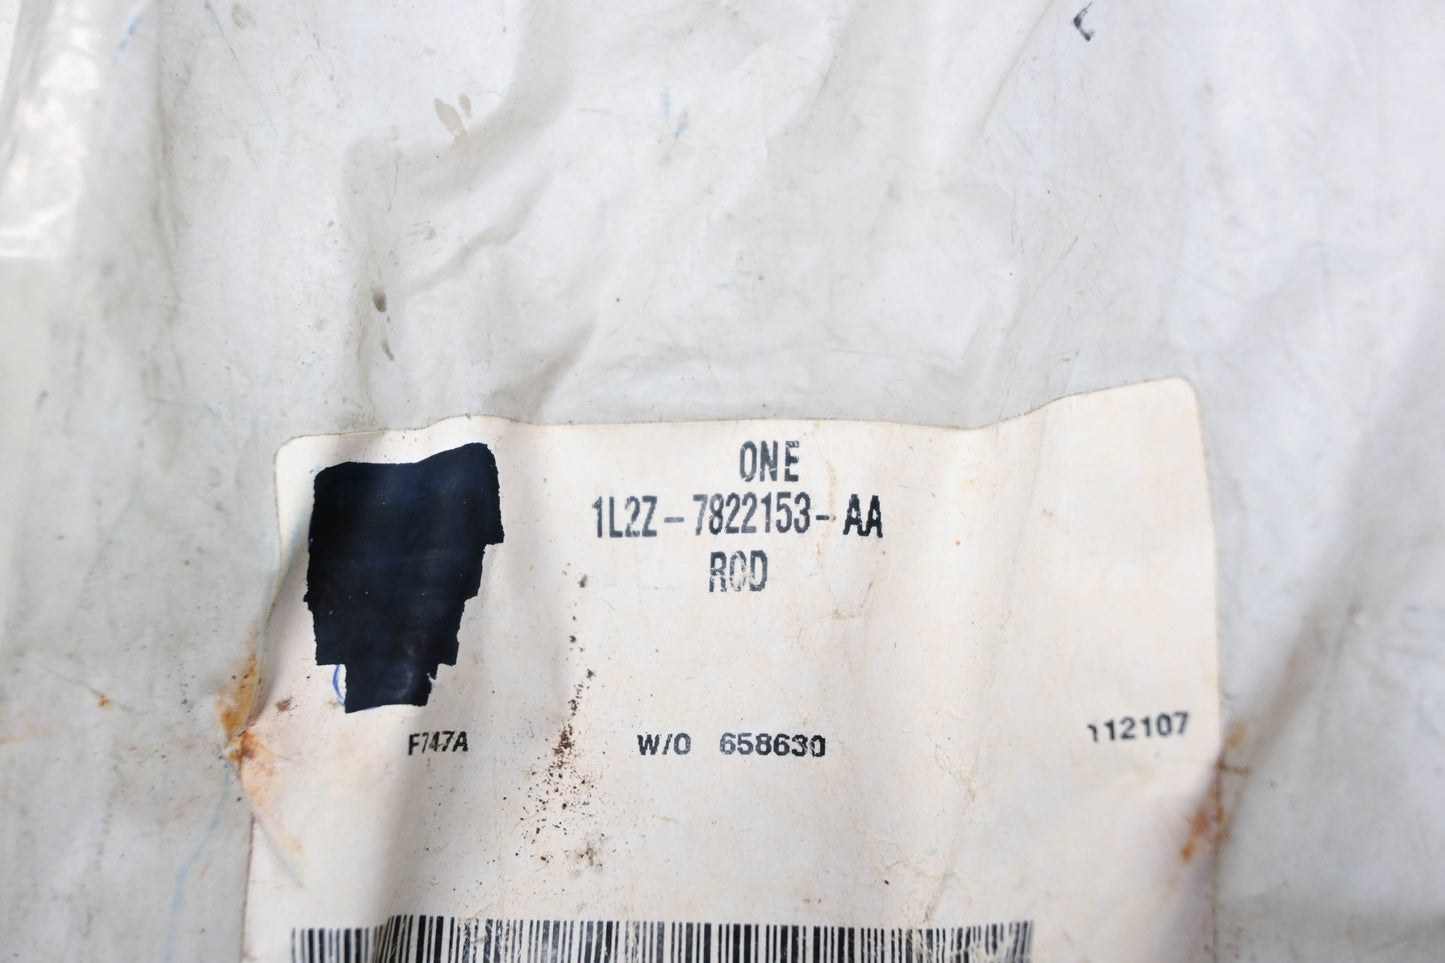 ONE
1L2Z-7822153-AA
ROD
F747A W/O 658630 112107